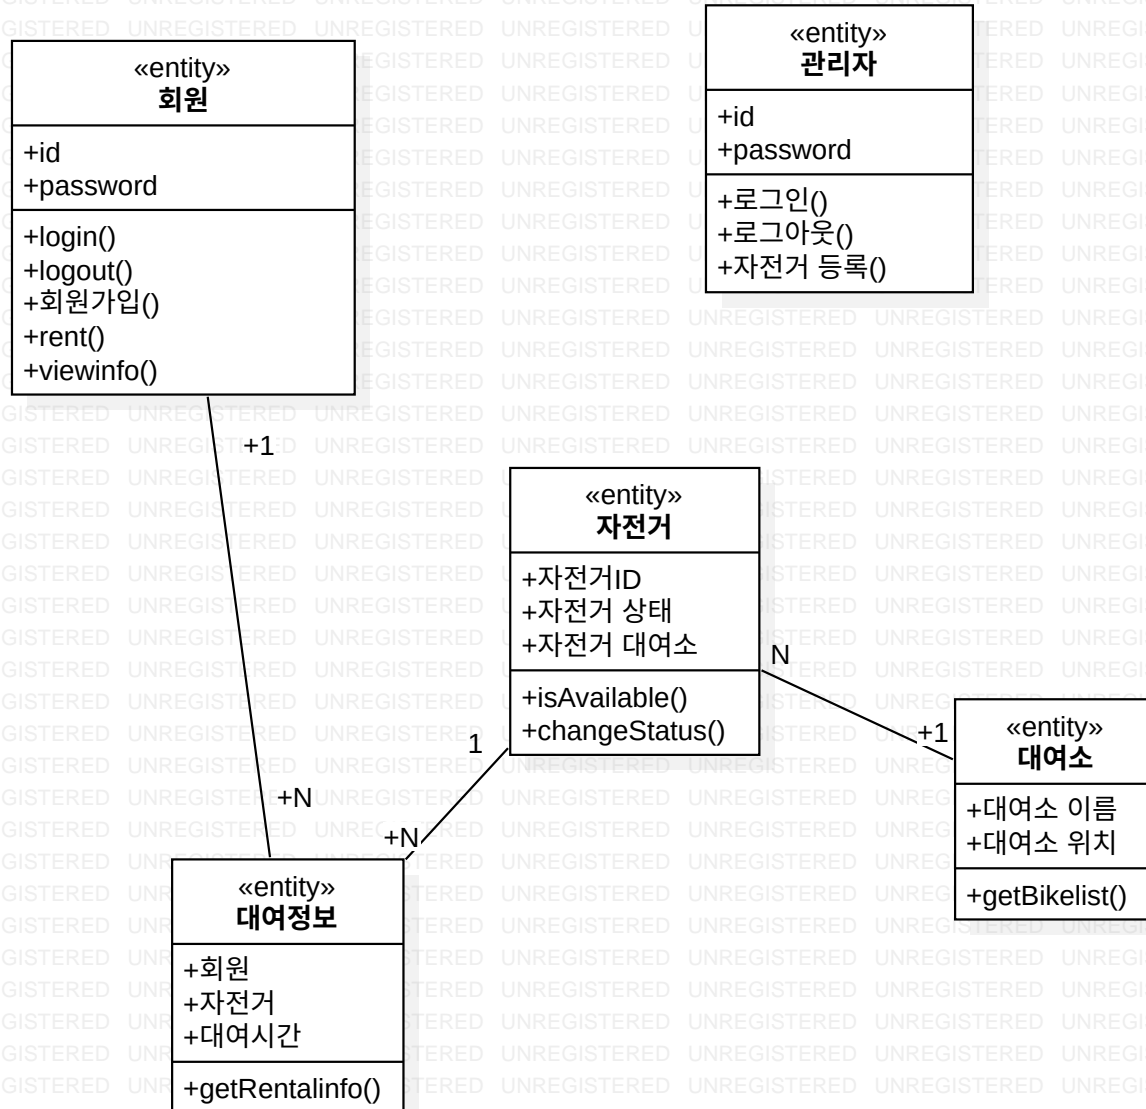 «entity»
회원
+id
+password
+login()
+logout()
+회원가입()
+rent()
+viewinfo()
«entity»
관리자
+id
+password
+로그인()
+로그아웃()
+자전거 등록()
+1
+N
«entity»
자전거
+자전거ID
+자전거 상태
+자전거 대여소
+isAvailable()
+changeStatus()
N
+1
1
+N
«entity»
대여소
+대여소 이름
+대여소 위치
+getBikelist()
«entity»
대여정보
+회원
+자전거
+대여시간
+getRentalinfo()
UNREGISTERED